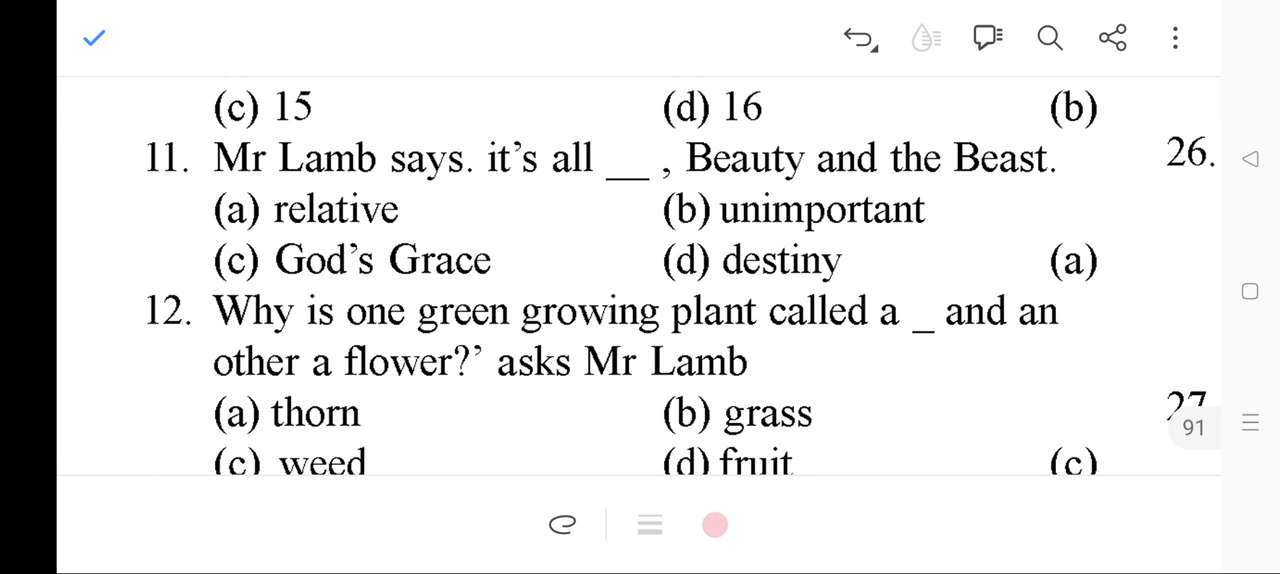 (c) 15 (d) 16 (b)
11. Mr Lamb says. it's all __ , Beauty and the Beast. 26.
(a) relative (b) unimportant
(c) God's Grace (d) destiny (a)
12. Why is one green growing plant called a _ and an
other a flower?' asks Mr Lamb
(a) thorn (b) grass 27
91
(c) weed (d) fruit (c)